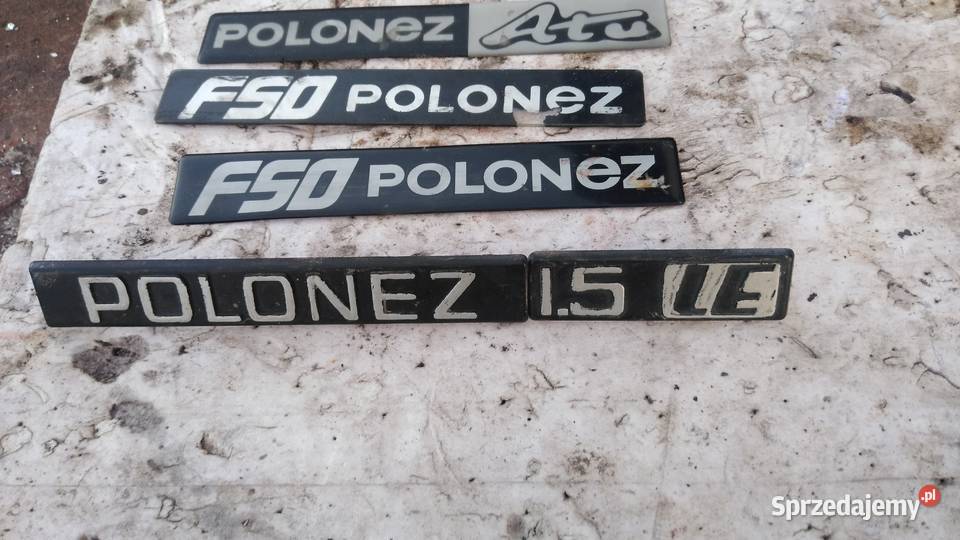 POLONEZ Atu
FSO POLONEZ
FSO POLONEZ
POLONEZ 1.5 LE
Sprzedajemy.pl